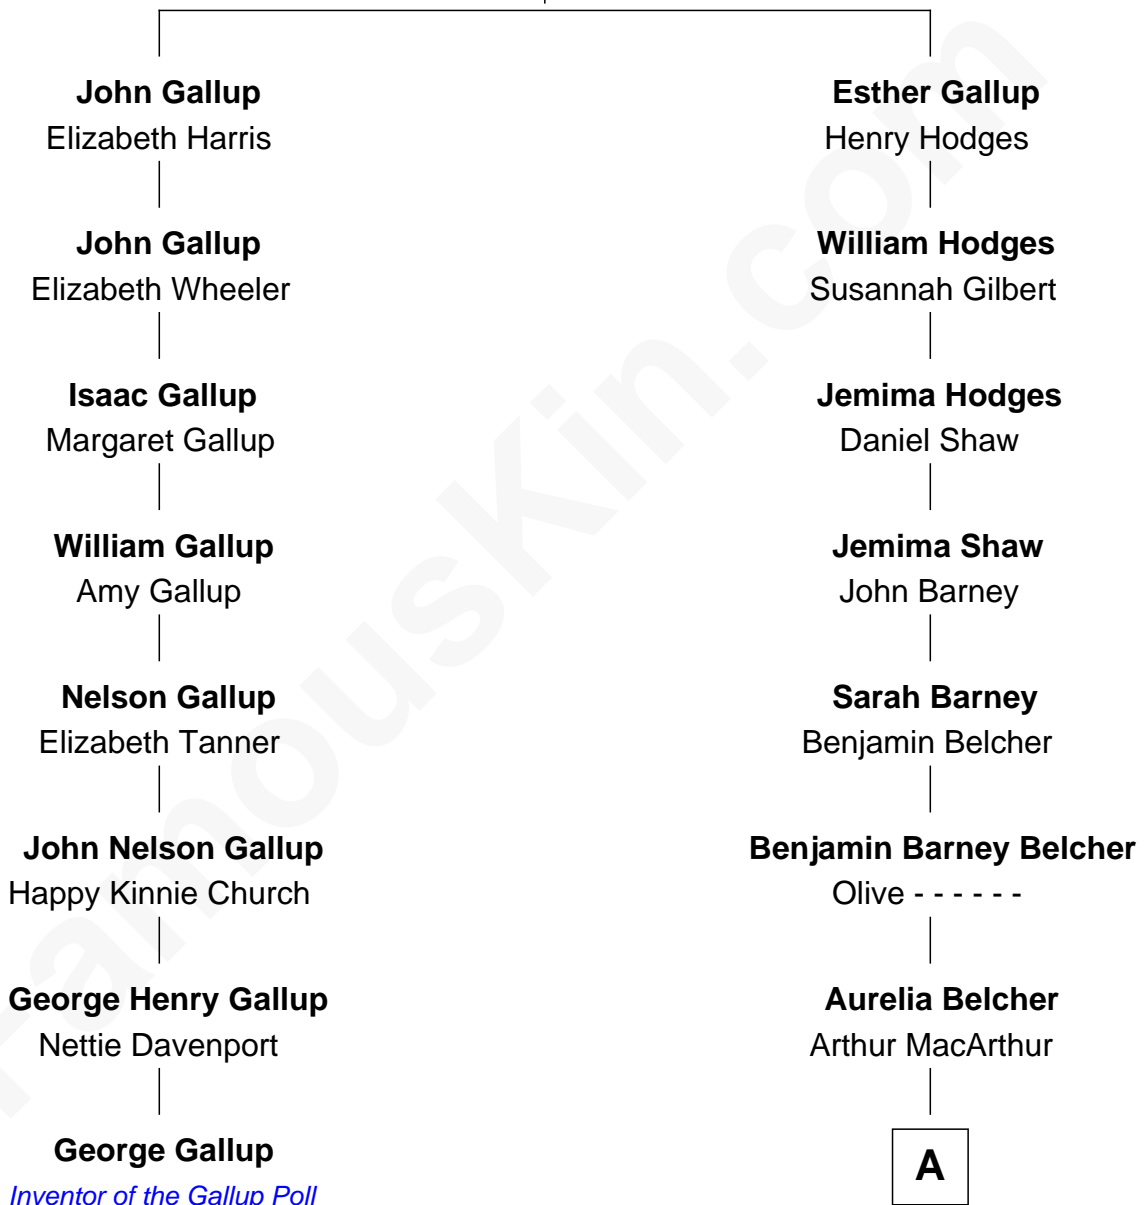 John Gallup
Elizabeth Harris
John Gallup
Elizabeth Wheeler
Isaac Gallup
Margaret Gallup
William Gallup
Amy Gallup
Nelson Gallup
Elizabeth Tanner
John Nelson Gallup
Happy Kinnie Church
George Henry Gallup
Nettie Davenport
George Gallup
Inventor of the Gallup Poll
Esther Gallup
Henry Hodges
William Hodges
Susannah Gilbert
Jemima Hodges
Daniel Shaw
Jemima Shaw
John Barney
Sarah Barney
Benjamin Belcher
Benjamin Barney Belcher
Olive - - - - - -
Aurelia Belcher
Arthur MacArthur
A
FamousKin.com